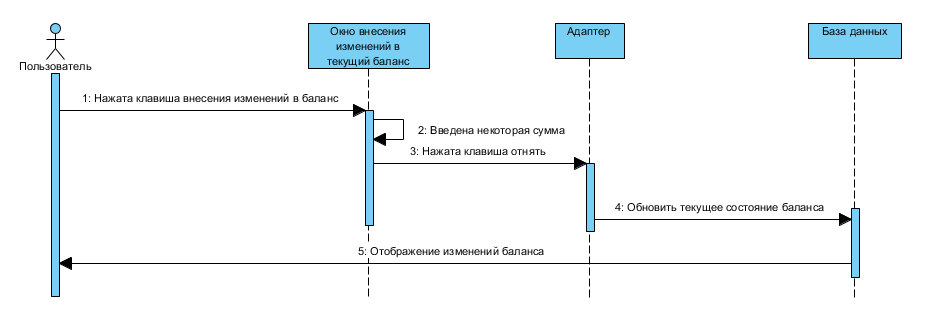 Пользователь
Окно внесения
изменений в
текущий баланс
Адаптер
База данных
1: Нажата клавиша внесения изменений в баланс
2: Введена некоторая сумма
3: Нажата клавиша отнять
4: Обновить текущее состояние баланса
5: Отображение изменений баланса